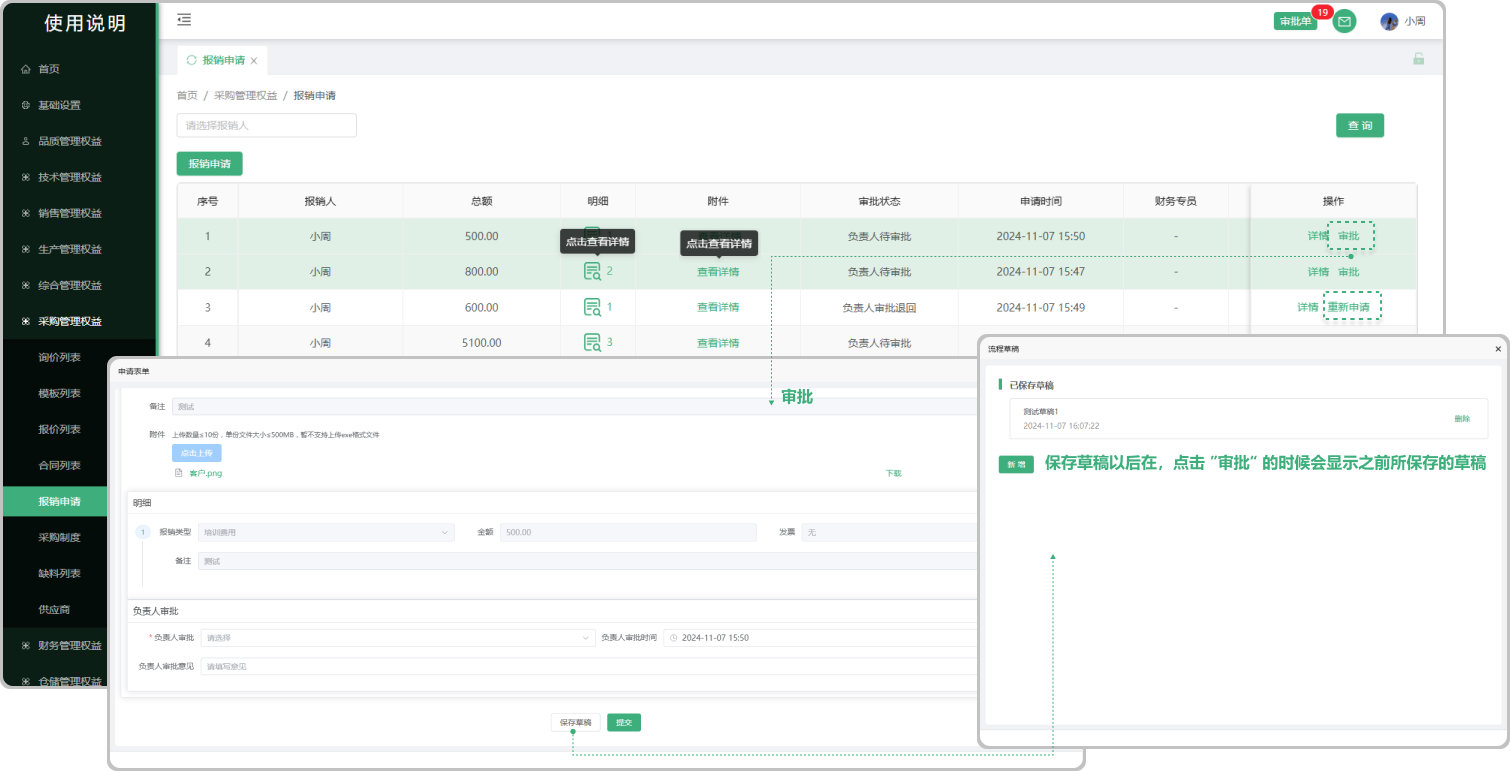 使用说明
首页
基础设置
品质管理权益
技术管理权益
销售管理权益
生产管理权益
综合管理权益
采购管理权益
询价列表
模板列表
报价列表
合同列表
报销申请
采购制度
缺料列表
供应商
财务管理权益
仓储管理权益
审批单 19 小周
报销申请 x
首页 / 采购管理权益 / 报销申请
请选择报销人 查 询
报销申请
序号 报销人 总额 明细 附件 审批状态 申请时间 财务专员 操作
1 小周 500.00 负责人待审批 2024-11-07 15:50 - 详情 审批
点击查看详情 点击查看详情
2 小周 800.00 2 查看详情 负责人待审批 2024-11-07 15:47 - 详情 审批
3 小周 600.00 1 查看详情 负责人审批退回 2024-11-07 15:49 - 详情 重新申请
4 小周 5100.00 3 查看详情 负责人待审批
审批
申请表单
备注 测试
附件 上传数量≤10份，单份文件大小≤500MB，暂不支持上传exe格式文件
点击上传
客户.png 下载
明细
1 报销类型 培训费用 金额 500.00 发票 无
备注 测试
负责人审批
* 负责人审批 请选择 负责人审批时间 2024-11-07 15:50
负责人审批意见 请填写意见
保存草稿 提交
流程草稿 ×
已保存草稿
测试草稿1
2024-11-07 16:07:22 删除
新 增 保存草稿以后在，点击 “审批” 的时候会显示之前所保存的草稿